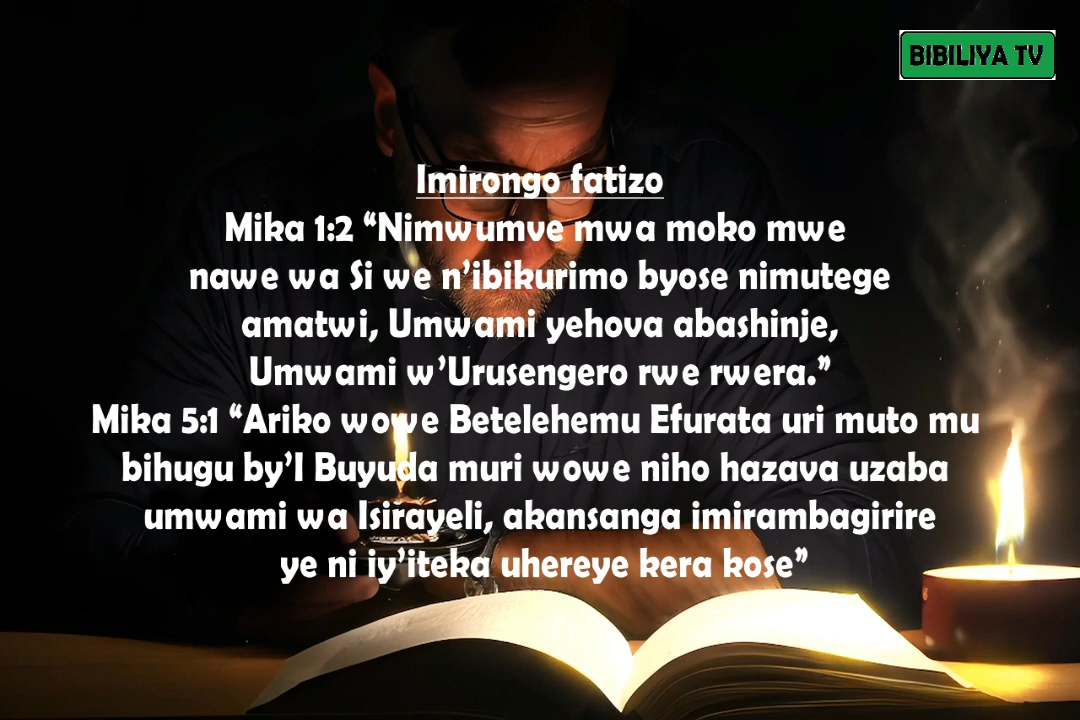 BIBILIYA TV
Imirongo fatizo
Mika 1:2 “Nimwumve mwa moko mwe
nawe wa Si we n’ibikurimo byose nimutege
amatwi, Umwami yehova abashinje,
Umwami w’Urusengero rwe rwera.”
Mika 5:1 “Ariko wowe Betelehemu Efurata uri muto mu
bihugu by’I Buyuda muri wowe niho hazava uzaba
umwami wa Isirayeli, akansanga imirambagirire
ye ni iy’iteka uhereye kera kose”